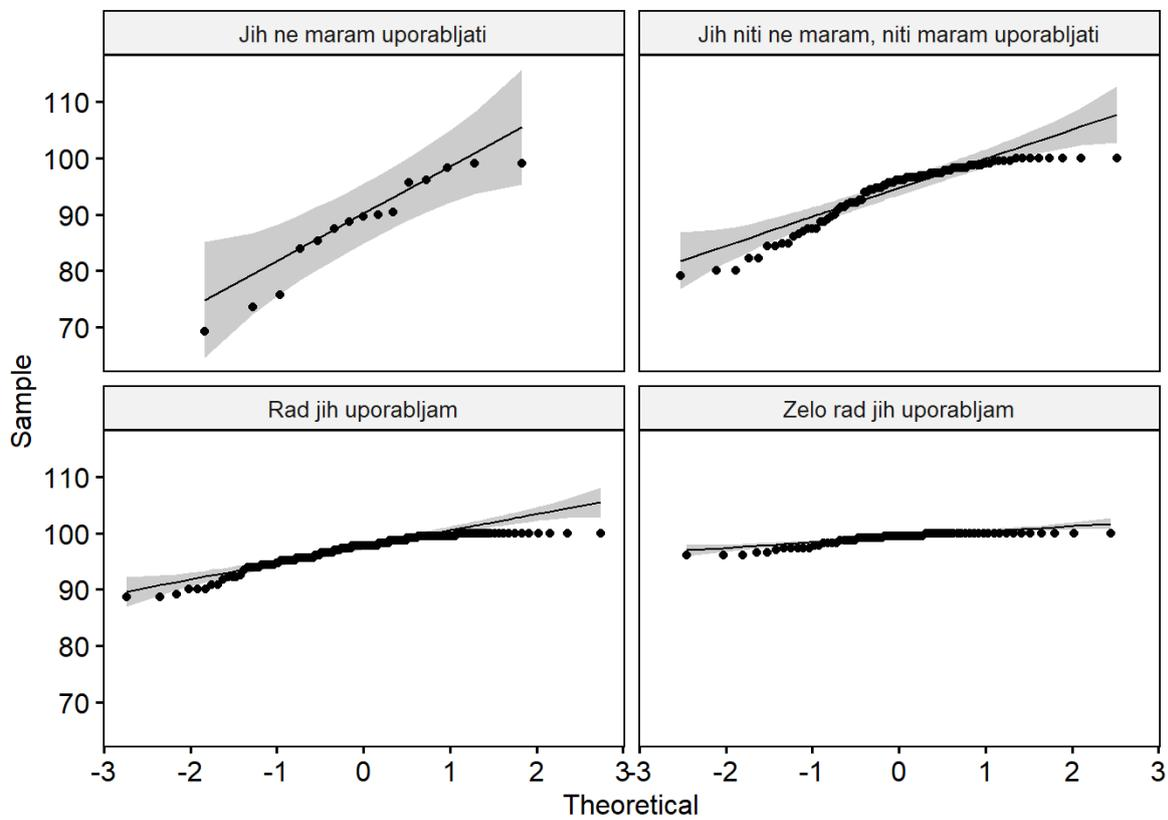 Jih ne maram uporabljati
Jih niti ne maram, niti maram uporabljati
110
100
90
80
70
Sample
Rad jih uporabljam
Zelo rad jih uporabljam
110
100
90
80
70
-3 -2 -1 0 1 2 3
-3 -2 -1 0 1 2 3
Theoretical